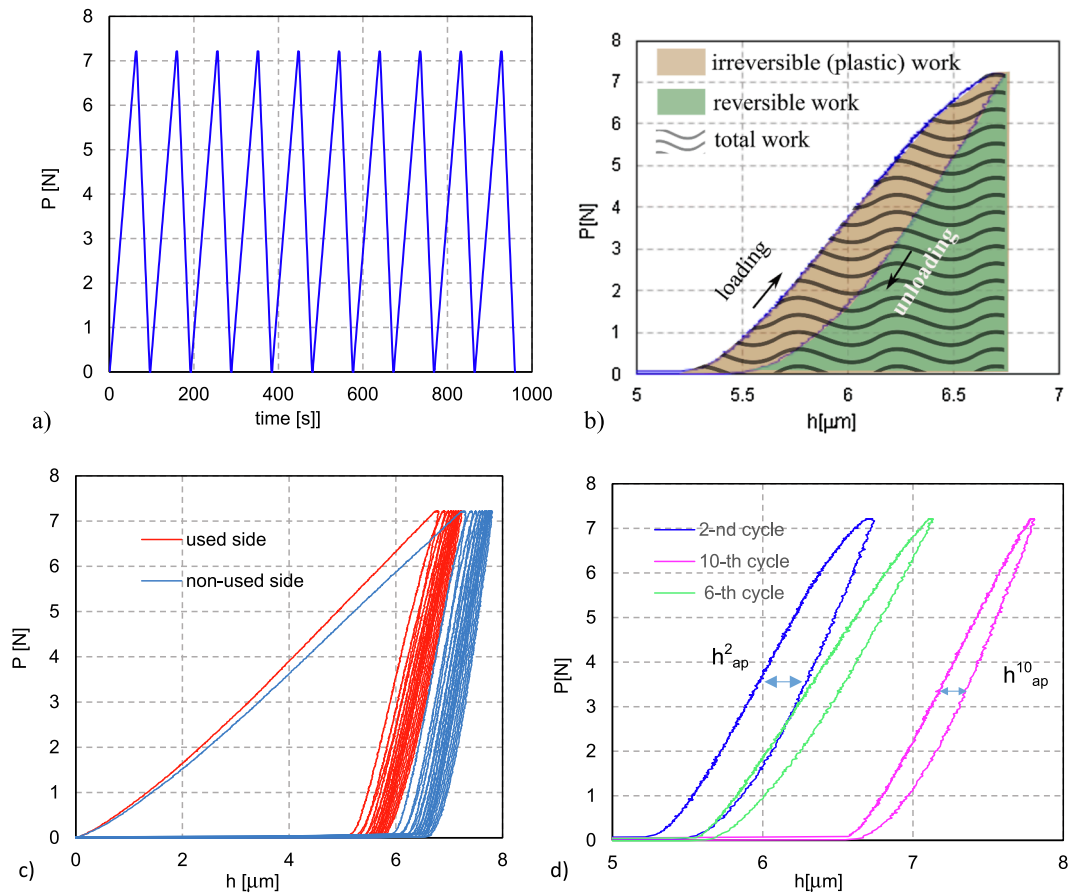 8
7
6
5
4
3
2
1
0
P [N]
0
200
400
600
800
1000
time [s]]
a)
8
7
6
5
4
3
2
1
0
P[N]
irreversible (plastic) work
reversible work
total work
loading
unloading
5
5.5
6
6.5
7
h[μm]
b)
8
7
6
5
4
3
2
1
0
P [N]
used side
non-used side
0
2
4
6
8
h [μm]
c)
8
7
6
5
4
3
2
1
0
P[N]
2-nd cycle
10-th cycle
6-th cycle
h²ap
h¹⁰ap
5
6
7
8
h[μm]
d)